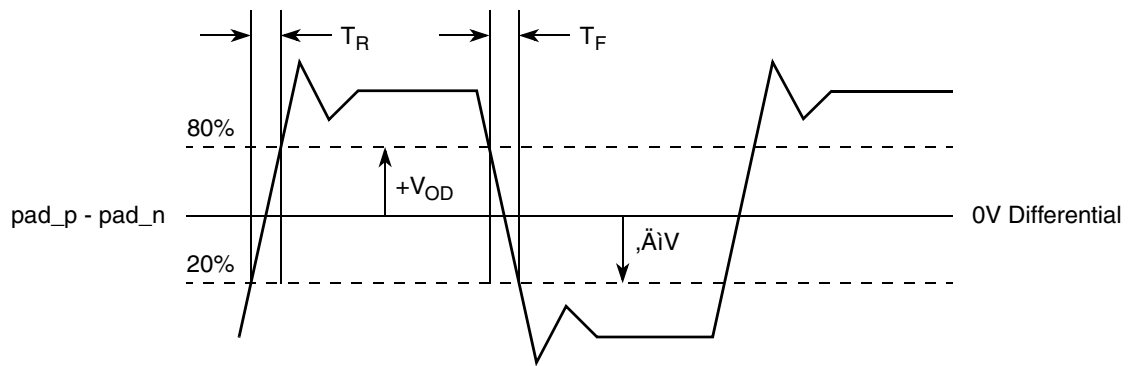 T_R
T_F
80%
+V_OD
pad_p - pad_n
0V Differential
‚ÄìV
20%